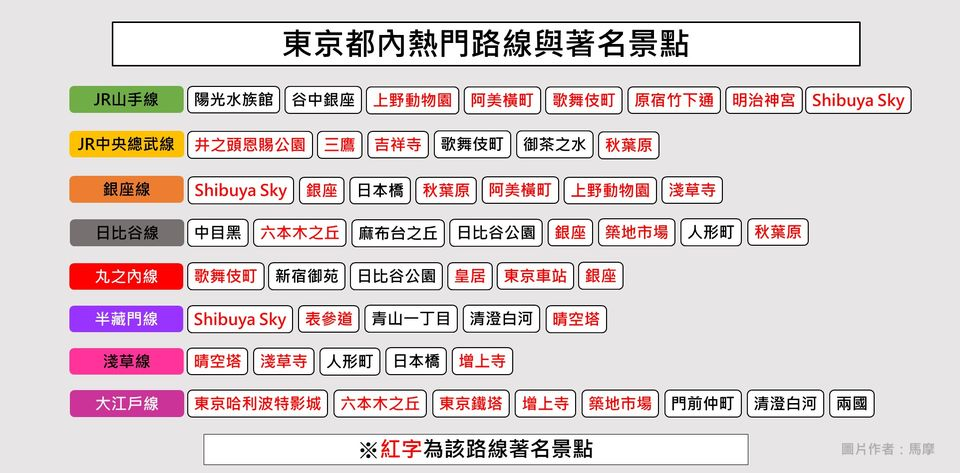 東京都內熱門路線與著名景點
JR山手線 陽光水族館 谷中銀座 上野動物園 阿美橫町 歌舞伎町 原宿竹下通 明治神宮 Shibuya Sky
JR中央總武線 井之頭恩賜公園 三鷹 吉祥寺 歌舞伎町 御茶之水 秋葉原
銀座線 Shibuya Sky 銀座 日本橋 秋葉原 阿美橫町 上野動物園 淺草寺
日比谷線 中目黑 六本木之丘 麻布台之丘 日比谷公園 銀座 築地市場 人形町 秋葉原
丸之內線 歌舞伎町 新宿御苑 日比谷公園 皇居 東京車站 銀座
半藏門線 Shibuya Sky 表參道 青山一丁目 清澄白河 晴空塔
淺草線 晴空塔 淺草寺 人形町 日本橋 增上寺
大江戶線 東京哈利波特影城 六本木之丘 東京鐵塔 增上寺 築地市場 門前仲町 清澄白河 兩國
※紅字為該路線著名景點
圖片作者：馬摩